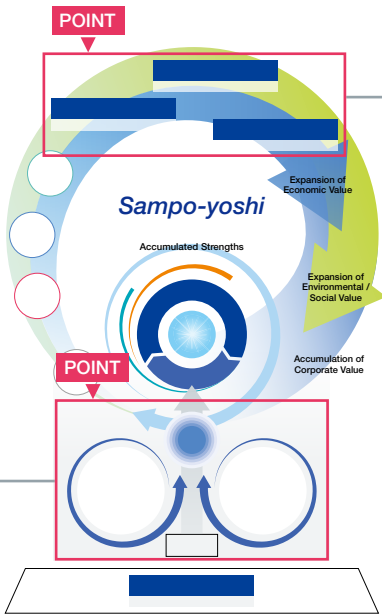 POINT
Expansion of
Economic Value
Sampo-yoshi
Accumulated Strengths
Expansion of
Environmental /
Social Value
Accumulation of
Corporate Value
POINT